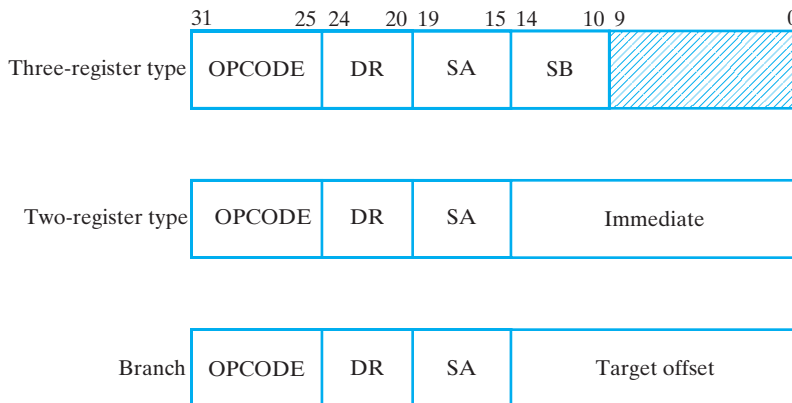 31 25 24 20 19 15 14 10 9 0
Three-register type OPCODE DR SA SB
Two-register type OPCODE DR SA Immediate
Branch OPCODE DR SA Target offset